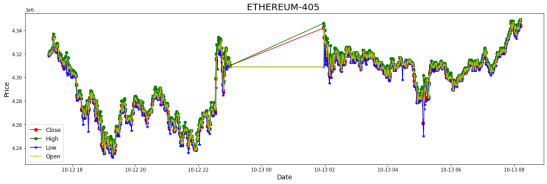 ETHEREUM-405
1e6
4.34
4.32
4.30
4.28
4.26
4.24
Price
Close
High
Low
Open
10-12 18
10-12 20
10-12 22
10-13 00
10-13 02
10-13 04
10-13 06
10-13 08
Date